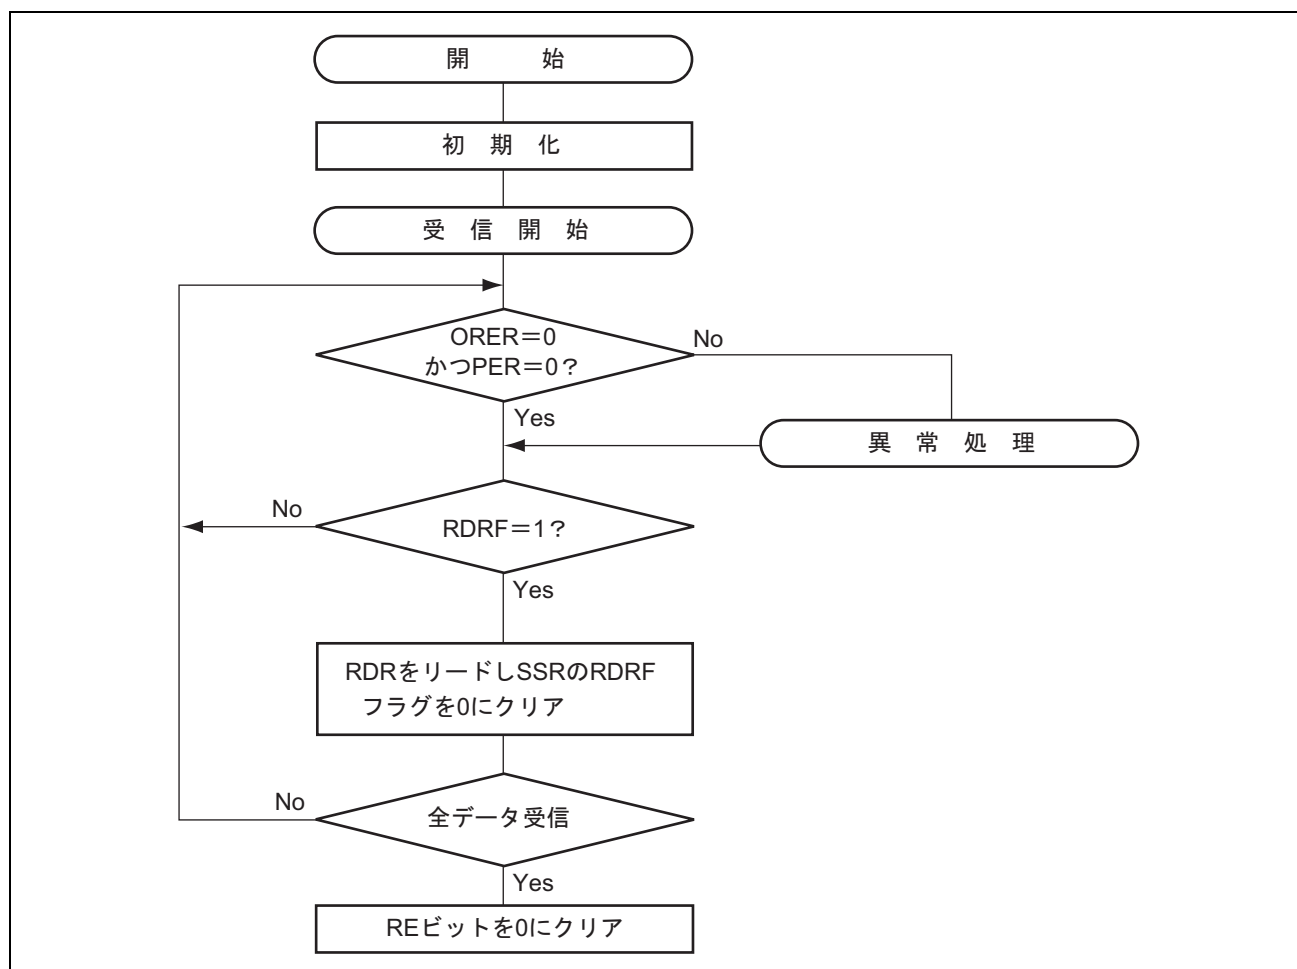 開始
初期化
受信開始
ORER＝0
かつPER＝0？
No
Yes
異常処理
No
RDRF＝1？
Yes
RDRをリードしSSRのRDRF
フラグを0にクリア
No
全データ受信
Yes
REビットを0にクリア